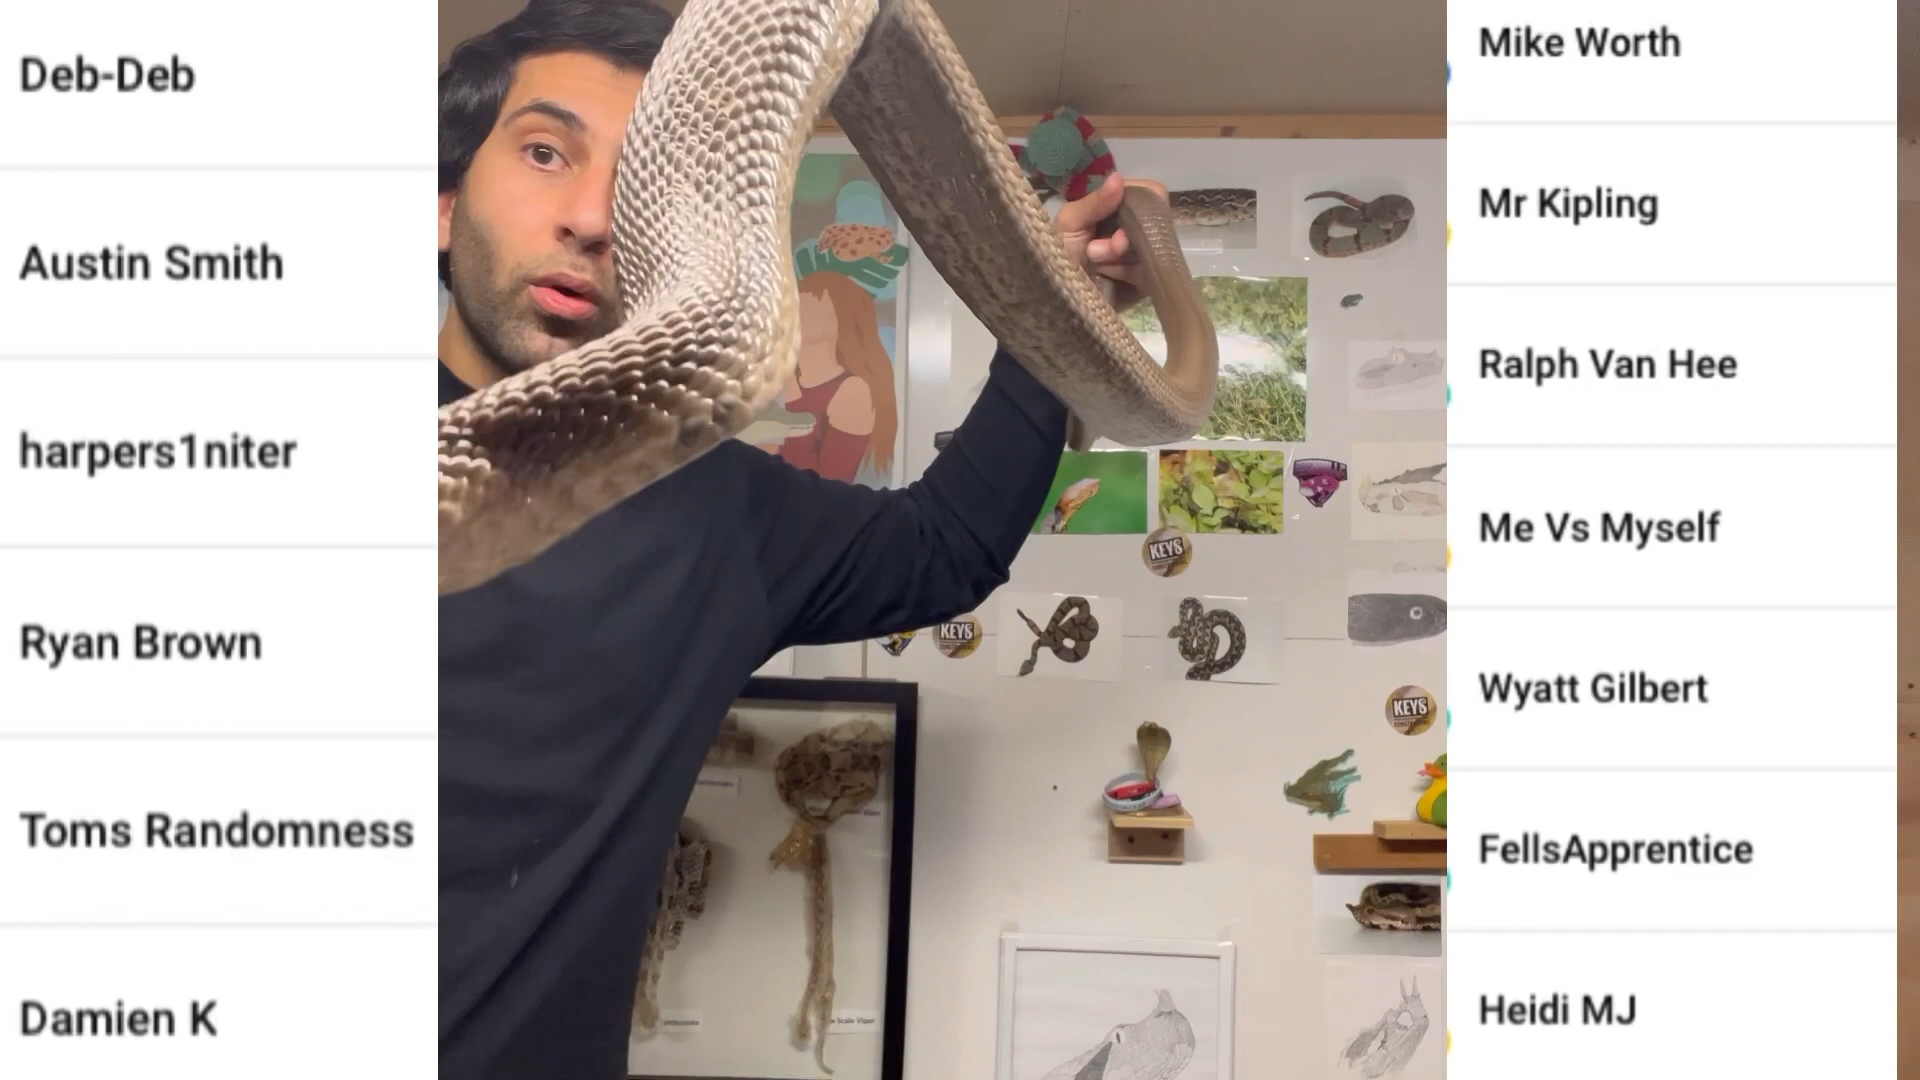 Deb-Deb
Austin Smith
harpers1niter
Ryan Brown
Toms Randomness
Damien K
KEYS
KEYS
KEYS
Mike Worth
Mr Kipling
Ralph Van Hee
Me Vs Myself
Wyatt Gilbert
FellsApprentice
Heidi MJ